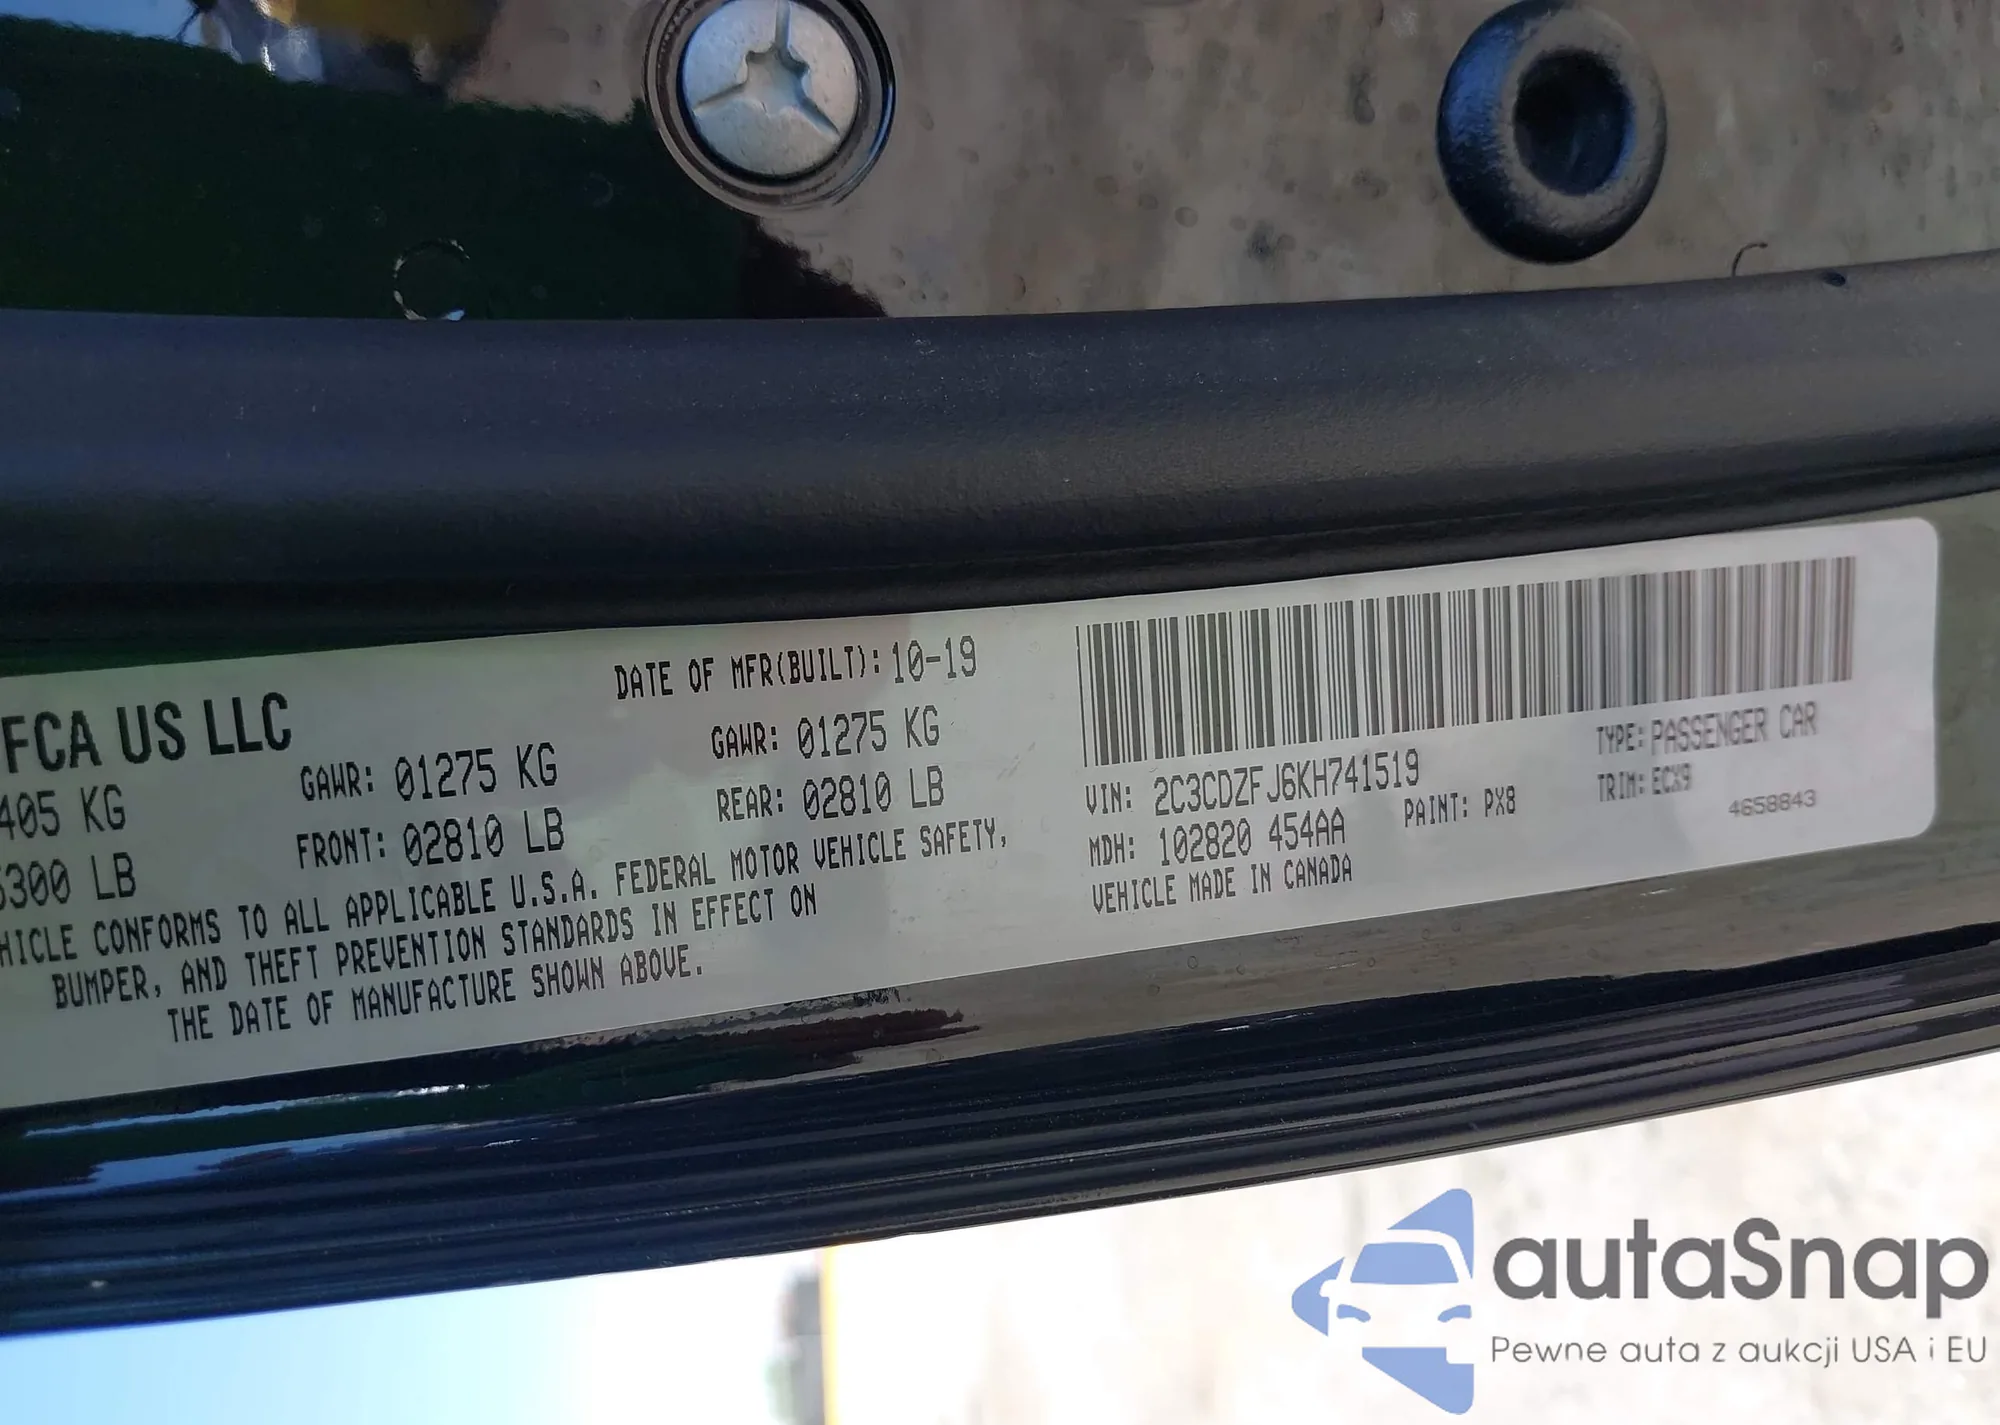 FCA US LLC
DATE OF MFR(BUILT): 10-19
405 KG
GAWR: 01275 KG
GAWR: 01275 KG
300 LB
FRONT: 02810 LB
REAR: 02810 LB
HICLE CONFORMS TO ALL APPLICABLE U.S.A. FEDERAL MOTOR VEHICLE SAFETY,
BUMPER, AND THEFT PREVENTION STANDARDS IN EFFECT ON
THE DATE OF MANUFACTURE SHOWN ABOVE.
VIN: 2C3CDZFJ6KH741519
TYPE: PASSENGER CAR
MDH: 102820 454AA
PAINT: PX8
TRIM: ECX9
VEHICLE MADE IN CANADA
4658843
autaSnap
Pewne auta z aukcji USA i EU